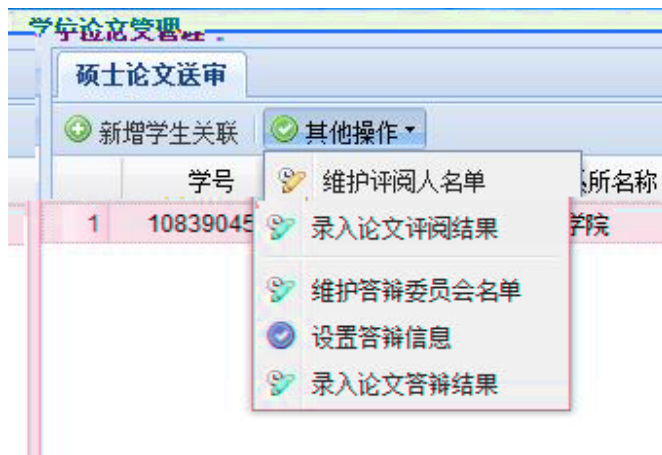 学位论文管理
硕士论文送审
新增学生关联 其他操作
学号 所名称
维护评阅人名单
1 10839045 学院
录入论文评阅结果
维护答辩委员会名单
设置答辩信息
录入论文答辩结果